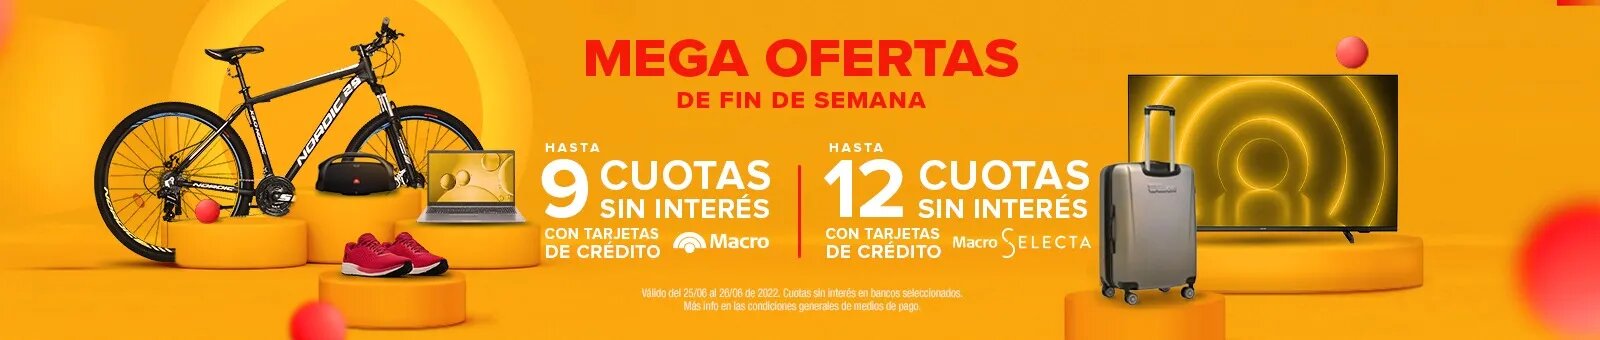 MEGA OFERTAS
DE FIN DE SEMANA
HASTA
9 CUOTAS
SIN INTERÉS
CON TARJETAS
DE CRÉDITO Macro
HASTA
12 CUOTAS
SIN INTERÉS
CON TARJETAS
DE CRÉDITO Macro SELECTA
Válido del 25/06 al 26/06 de 2022. Cuotas sin interés en bancos seleccionados.
Más info en las condiciones generales de medios de pago.
NORDIC 29
NORDIC